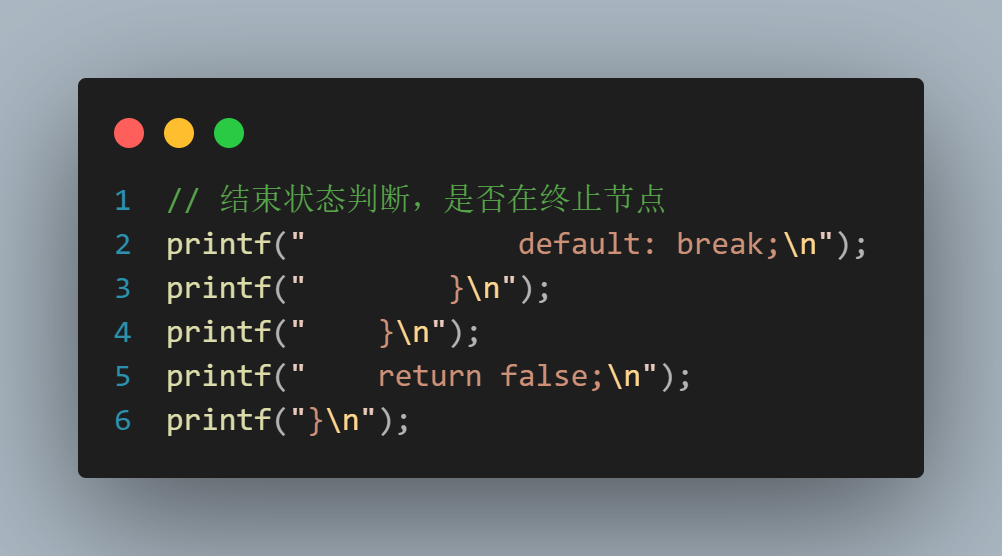 1 // 结束状态判断，是否在终止节点
2 printf("            default: break;\n");
3 printf("        }\n");
4 printf("    }\n");
5 printf("    return false;\n");
6 printf("}\n");